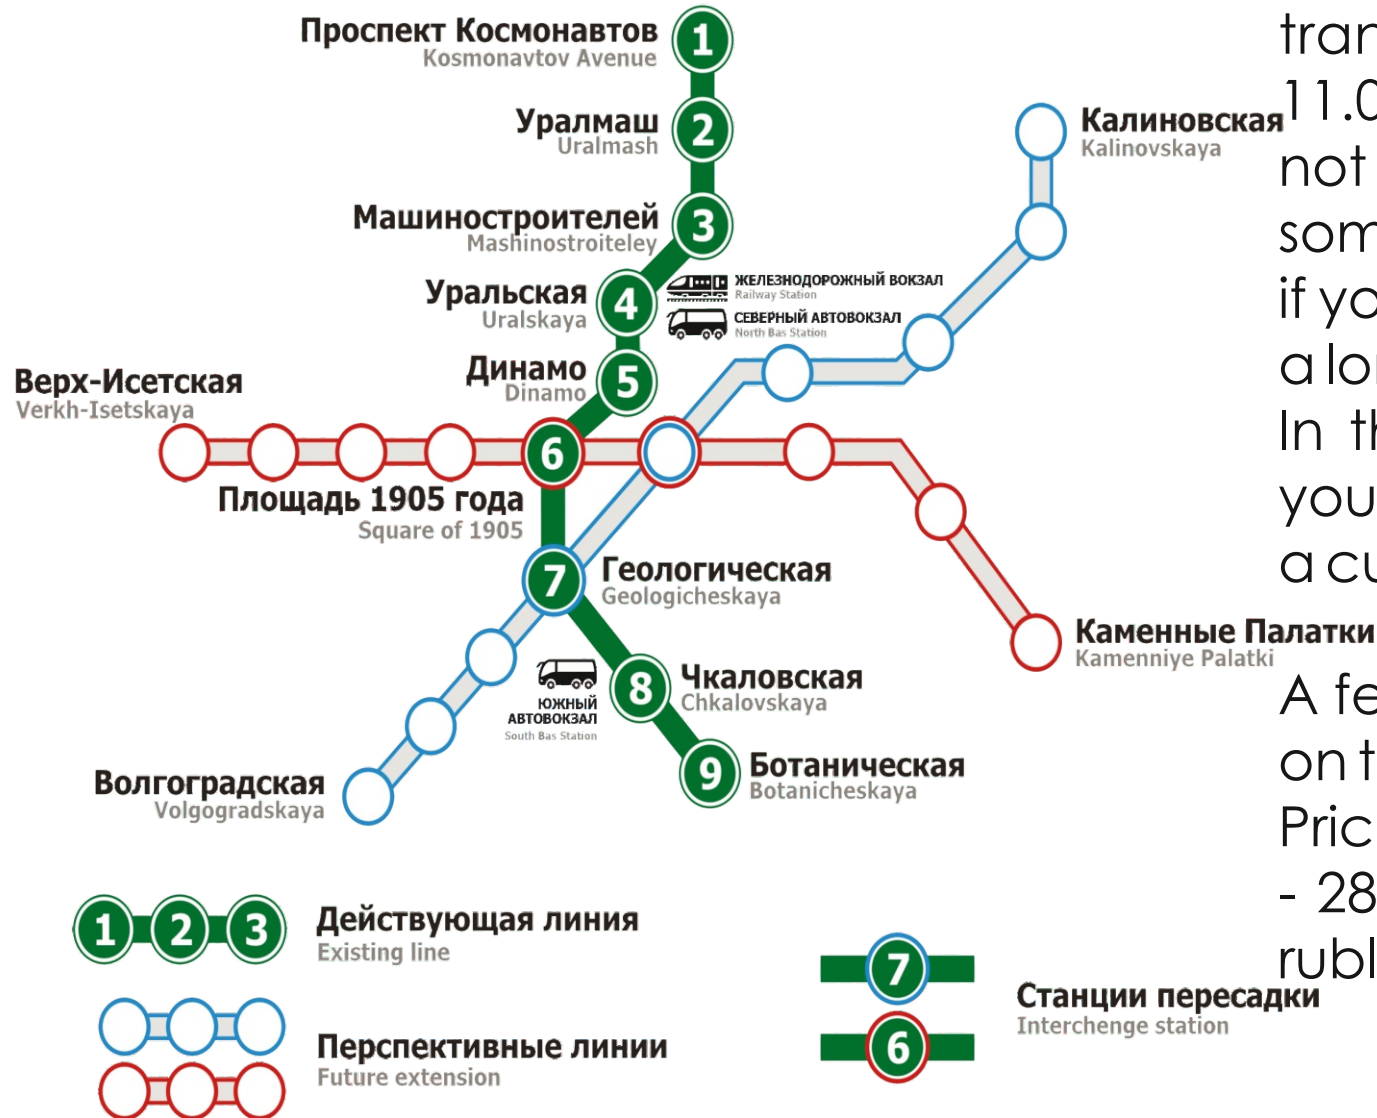 Проспект Космонавтов
Kosmonavtov Avenue
1
Уралмаш
Uralmash
2
Машиностроителей
Mashinostroiteley
3
Уральская
Uralskaya
4
ЖЕЛЕЗНОДОРОЖНЫЙ ВОКЗАЛ
Railway Station
СЕВЕРНЫЙ АВТОВОКЗАЛ
North Bas Station
Динамо
Dinamo
5
Калиновская
Kalinovskaya
Верх-Исетская
Verkh-Isetskaya
6
Площадь 1905 года
Square of 1905
7
Геологическая
Geologicheskaya
Каменные Палатки
Kamenniye Palatki
ЮЖНЫЙ
АВТОВОКЗАЛ
South Bas Station
8
Чкаловская
Chkalovskaya
9
Ботаническая
Botanicheskaya
Волгоградская
Volgogradskaya
1 2 3
Действующая линия
Existing line
Перспективные линии
Future extension
7
6
Станции пересадки
Interchenge station
tran
11.0
not
som
if yo
a lon
In th
you
a cu
A fe
on t
Pric
- 28
rubl